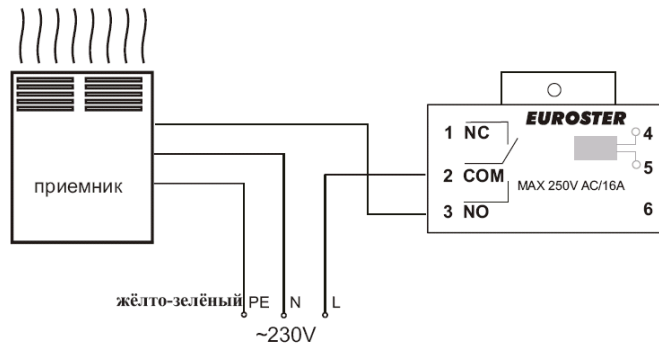 EUROSTER
1 NC
4
2 COM
5
MAX 250V AC/16A
3 NO
6
приемник
жёлто-зелёный PE N L
~230V